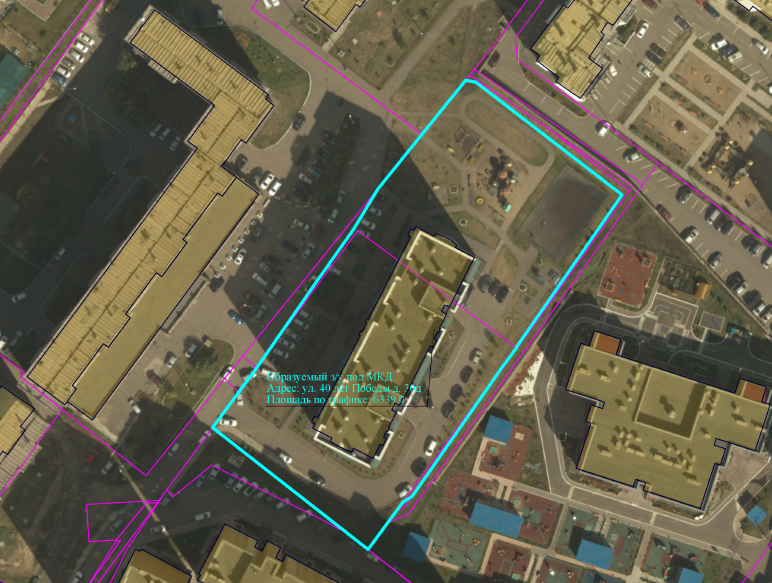 Образуемый з/у под МКД
Адрес: ул. 40 лет Победы д.
Площадь по графике: 6339